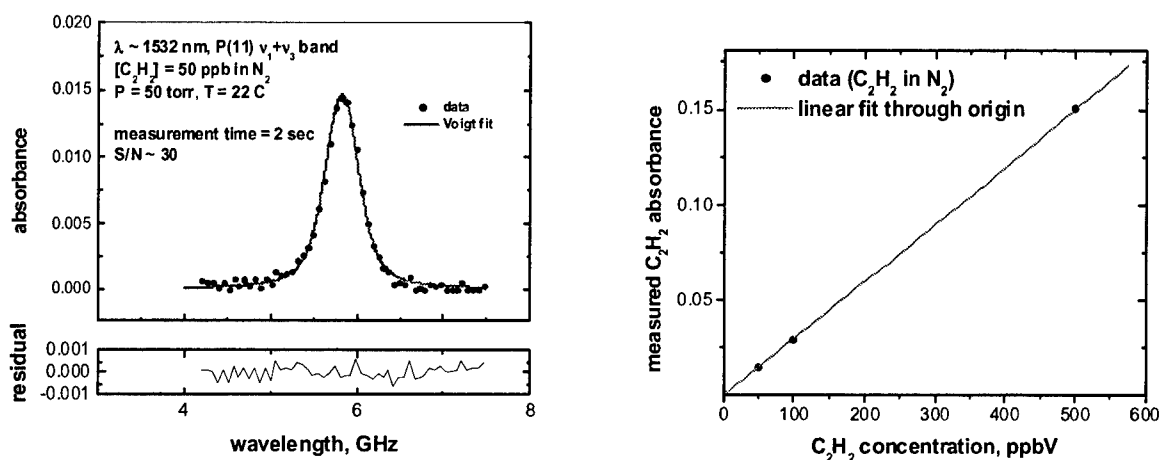 0.020
0.015
0.010
0.005
0.000
absorbance
λ ~ 1532 nm, P(11) ν₁+ν₃ band
[C₂H₂] = 50 ppb in N₂
P = 50 torr, T = 22 C
measurement time = 2 sec
S/N ~ 30
data
Voigt fit
0.001
0.000
-0.001
residual
4 6 8
wavelength, GHz
data (C₂H₂ in N₂)
linear fit through origin
0.15
0.10
0.05
measured C₂H₂ absorbance
0 100 200 300 400 500 600
C₂H₂ concentration, ppbV